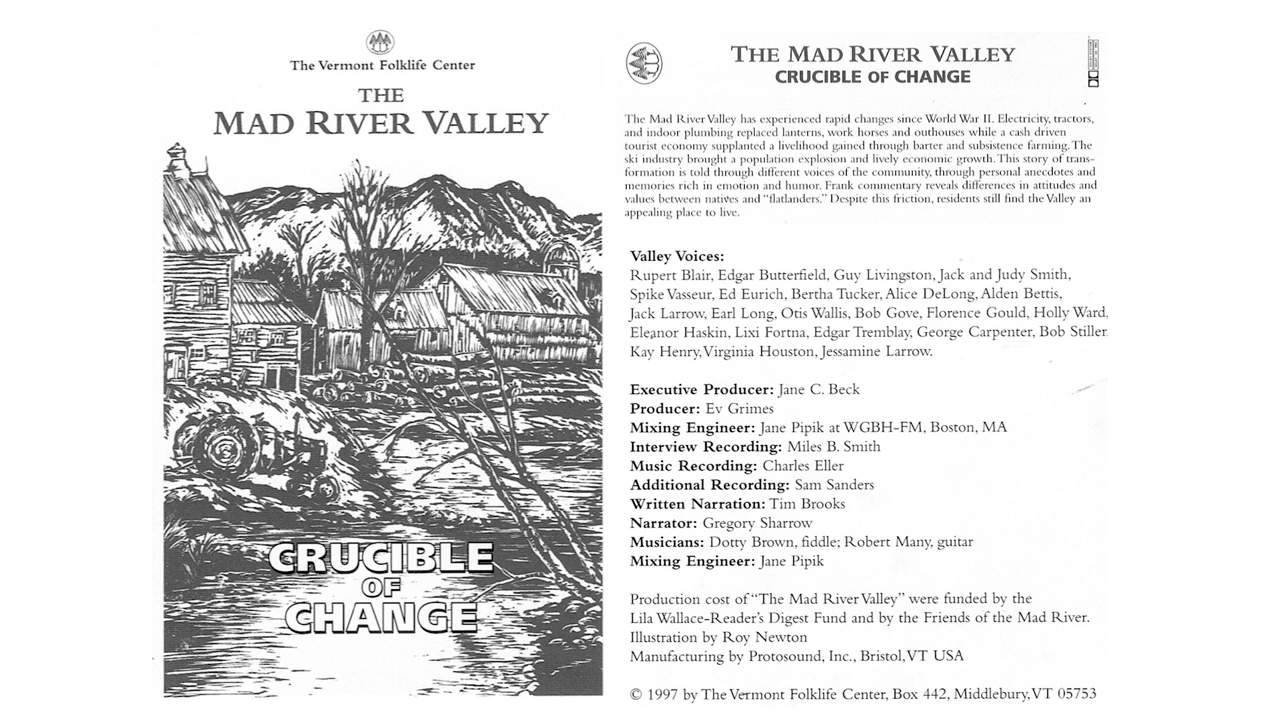 The Vermont Folklife Center
THE
MAD RIVER VALLEY
CRUCIBLE
OF
CHANGE
THE MAD RIVER VALLEY
CRUCIBLE OF CHANGE
The Mad River Valley has experienced rapid changes since World War II. Electricity, tractors,
and indoor plumbing replaced lanterns, work horses and outhouses while a cash driven
tourist economy supplanted a livelihood gained through barter and subsistence farming. The
ski industry brought a population explosion and lively economic growth. This story of trans-
formation is told through different voices of the community, through personal anecdotes and
memories rich in emotion and humor. Frank commentary reveals differences in attitudes and
values between natives and “flatlanders.” Despite this friction, residents still find the Valley an
appealing place to live.
Valley Voices:
Rupert Blair, Edgar Butterfield, Guy Livingston, Jack and Judy Smith,
Spike Vasseur, Ed Eurich, Bertha Tucker, Alice DeLong, Alden Bettis,
Jack Larrow, Earl Long, Otis Wallis, Bob Gove, Florence Gould, Holly Ward,
Eleanor Haskin, Lixi Fortna, Edgar Tremblay, George Carpenter, Bob Stiller
Kay Henry, Virginia Houston, Jessamine Larrow.
Executive Producer: Jane C. Beck
Producer: Ev Grimes
Mixing Engineer: Jane Pipik at WGBH-FM, Boston, MA
Interview Recording: Miles B. Smith
Music Recording: Charles Eller
Additional Recording: Sam Sanders
Written Narration: Tim Brooks
Narrator: Gregory Sharrow
Musicians: Dotty Brown, fiddle; Robert Many, guitar
Mixing Engineer: Jane Pipik
Production cost of “The Mad River Valley” were funded by the
Lila Wallace-Reader’s Digest Fund and by the Friends of the Mad River.
Illustration by Roy Newton
Manufacturing by Protosound, Inc., Bristol, VT USA
© 1997 by The Vermont Folklife Center, Box 442, Middlebury, VT 05753